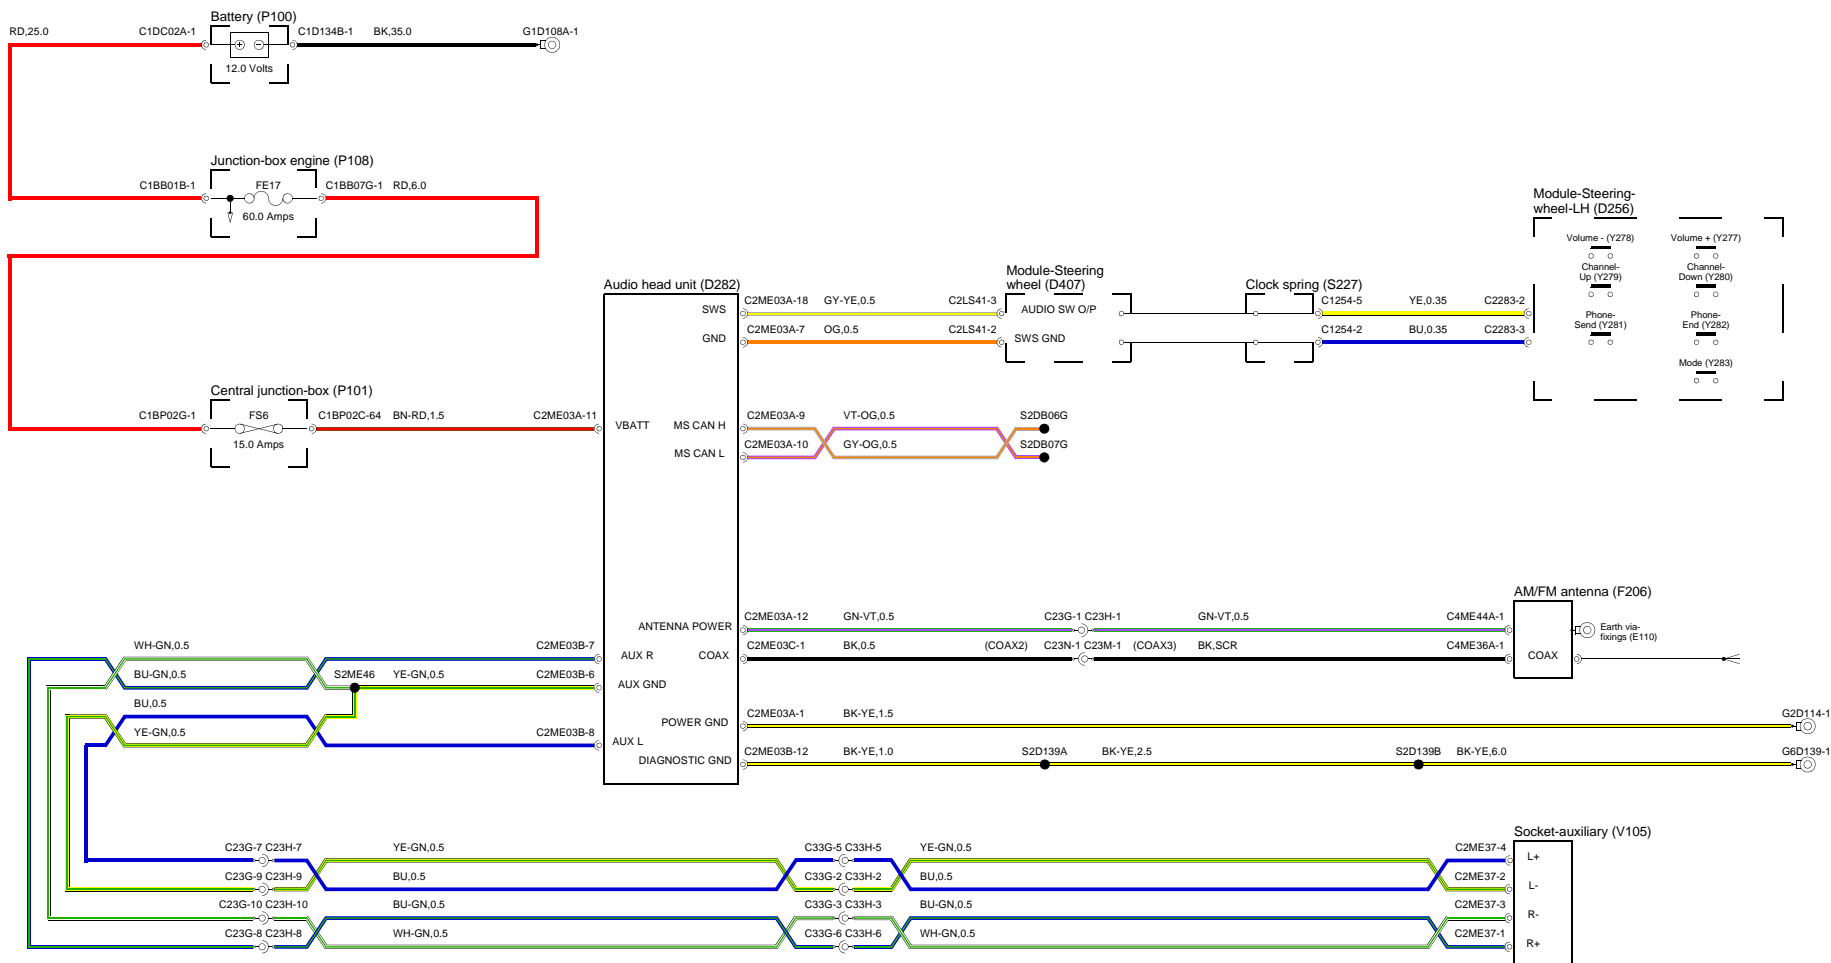 Battery (P100)
RD,25.0 C1DC02A-1 C1D134B-1 BK,35.0 G1D108A-1
12.0 Volts
Junction-box engine (P108)
C1BB01B-1 FE17 C1BB07G-1 RD,6.0
60.0 Amps
Module-Steering-
wheel-LH (D256)
Volume - (Y278) Volume + (Y277)
Channel-
Up (Y279)
Channel-
Down (Y280)
Phone-
Send (Y281)
Phone-
End (Y282)
Mode (Y283)
Audio head unit (D282)
Module-Steering
wheel (D407)
Clock spring (S227)
SWS C2ME03A-18 GY-YE,0.5 C2LS41-3 AUDIO SW O/P C1254-5 YE,0.35 C2283-2
GND C2ME03A-7 OG,0.5 C2LS41-2 SWS GND C1254-2 BU,0.35 C2283-3
Central junction-box (P101)
C1BP02G-1 FS6 C1BP02C-64 BN-RD,1.5 C2ME03A-11 VBATT
15.0 Amps
MS CAN H C2ME03A-9 VT-OG,0.5 S2DB06G
MS CAN L C2ME03A-10 GY-OG,0.5 S2DB07G
AM/FM antenna (F206)
ANTENNA POWER C2ME03A-12 GN-VT,0.5 C23G-1 C23H-1 GN-VT,0.5 C4ME44A-1
Earth via-
fixings (E110)
COAX C2ME03C-1 BK,0.5 (COAX2) C23N-1 C23M-1 (COAX3) BK,SCR C4ME36A-1 COAX
WH-GN,0.5 C2ME03B-7 AUX R
BU-GN,0.5 S2ME46 YE-GN,0.5 C2ME03B-6 AUX GND
BU,0.5
YE-GN,0.5 C2ME03B-8 AUX L
POWER GND C2ME03A-1 BK-YE,1.5 G2D114-1
DIAGNOSTIC GND C2ME03B-12 BK-YE,1.0 S2D139A BK-YE,2.5 S2D139B BK-YE,6.0 G6D139-1
Socket-auxiliary (V105)
C23G-7 C23H-7 YE-GN,0.5 C33G-5 C33H-5 YE-GN,0.5 C2ME37-4 L+
C23G-9 C23H-9 BU,0.5 C33G-2 C33H-2 BU,0.5 C2ME37-2 L-
C23G-10 C23H-10 BU-GN,0.5 C33G-3 C33H-3 BU-GN,0.5 C2ME37-3 R-
C23G-8 C23H-8 WH-GN,0.5 C33G-6 C33H-6 WH-GN,0.5 C2ME37-1 R+